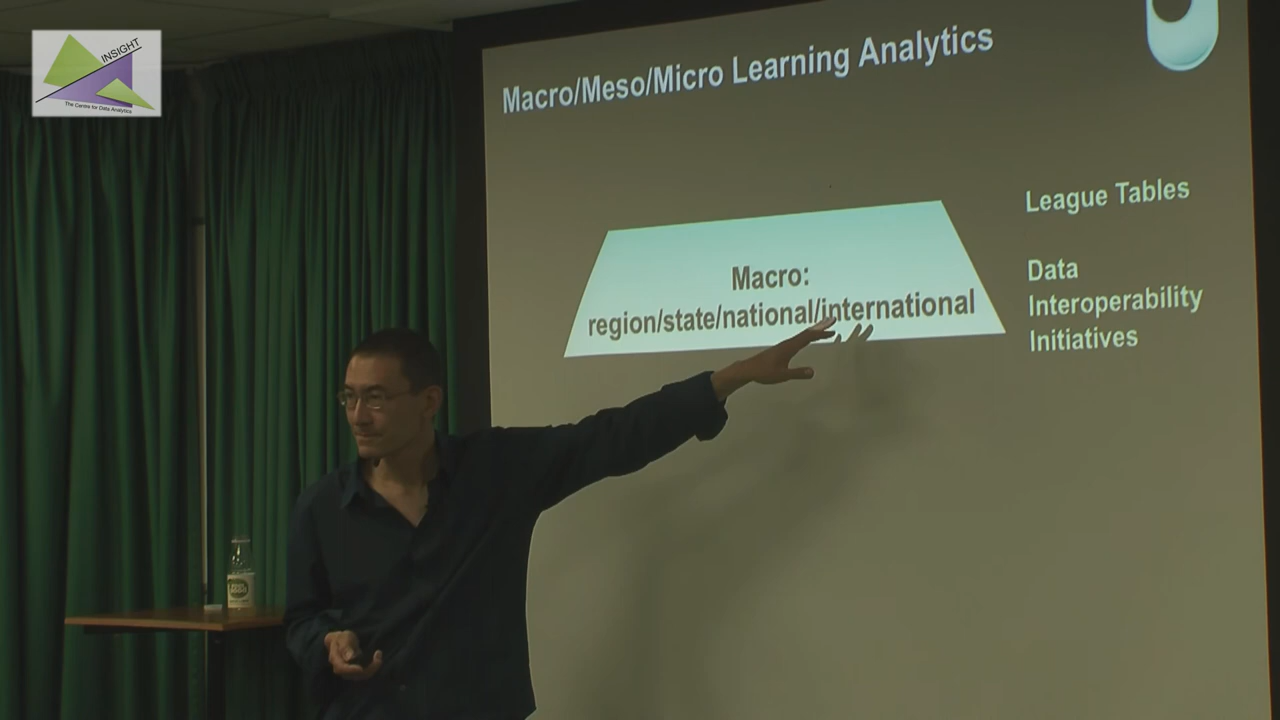 INSIGHT
The Centre for Data Analytics
Macro/Meso/Micro Learning Analytics
League Tables
Macro:
region/state/national/international
Data
Interoperability
Initiatives